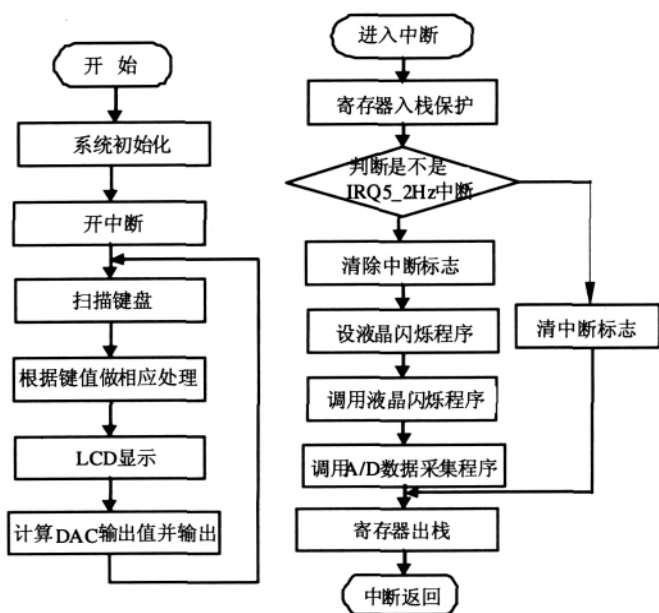 开 始
系统初始化
开中断
扫描键盘
根据键值做相应处理
LCD显示
计算DAC输出值并输出
进入中断
寄存器入栈保护
判断是不是
IRQ5_2Hz中断
清除中断标志
设液晶闪烁程序
调用液晶闪烁程序
调用A/D数据采集程序
清中断标志
寄存器出栈
中断返回